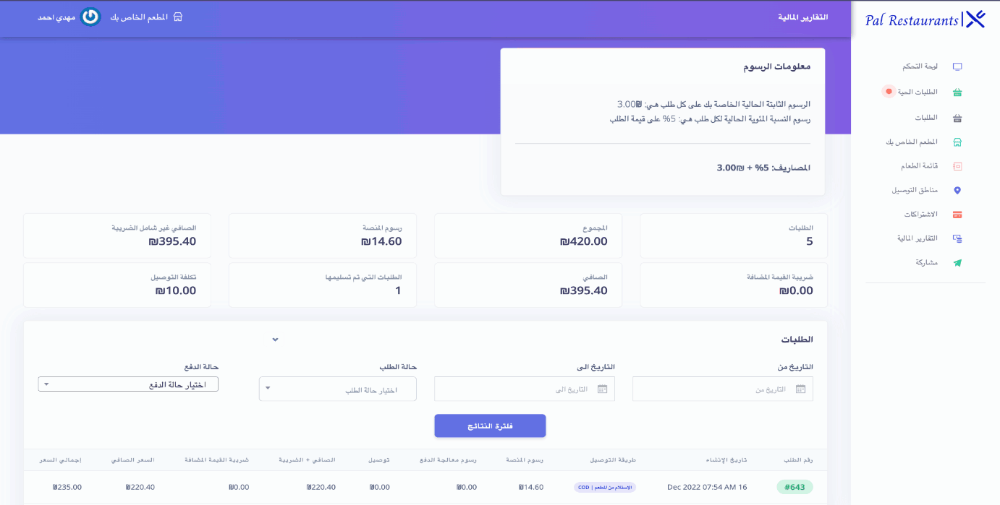 Pal Restaurants
التقارير المالية
المطعم الخاص بك
مهدي احمد
لوحة التحكم
الطلبات الحية
الطلبات
المطعم الخاص بك
قائمة الطعام
مناطق التوصيل
الاشتراكات
التقارير المالية
مشاركة
معلومات الرسوم
الرسوم الثابتة الحالية الخاصة بك على كل طلب هي: ₪3.00
رسوم النسبة المئوية الحالية لكل طلب هي: 5% على قيمة الطلب
المصاريف: 5% + ₪3.00
الطلبات
5
المجموع
₪420.00
رسوم المنصة
₪14.60
الصافي غير شامل الضريبة
₪395.40
ضريبة القيمة المضافة
₪0.00
الصافي
₪395.40
الطلبات التي تم تسليمها
1
تكلفة التوصيل
₪10.00
الطلبات
التاريخ من
التاريخ الى
حالة الطلب
حالة الدفع
التاريخ من
التاريخ الى
اختيار حالة الطلب
اختيار حالة الدفع
فلترة النتائج
رقم الطلب تاريخ الإنشاء طريقة التوصيل رسوم المنصة رسوم معالجة الدفع توصيل الصافي + الضريبة ضريبة القيمة المضافة السعر الصافي إجمالي السعر
#643 16 Dec 2022 07:54 AM الإستلام من المطعم | COD ₪14.60 ₪0.00 ₪0.00 ₪220.40 ₪0.00 ₪220.40 ₪235.00